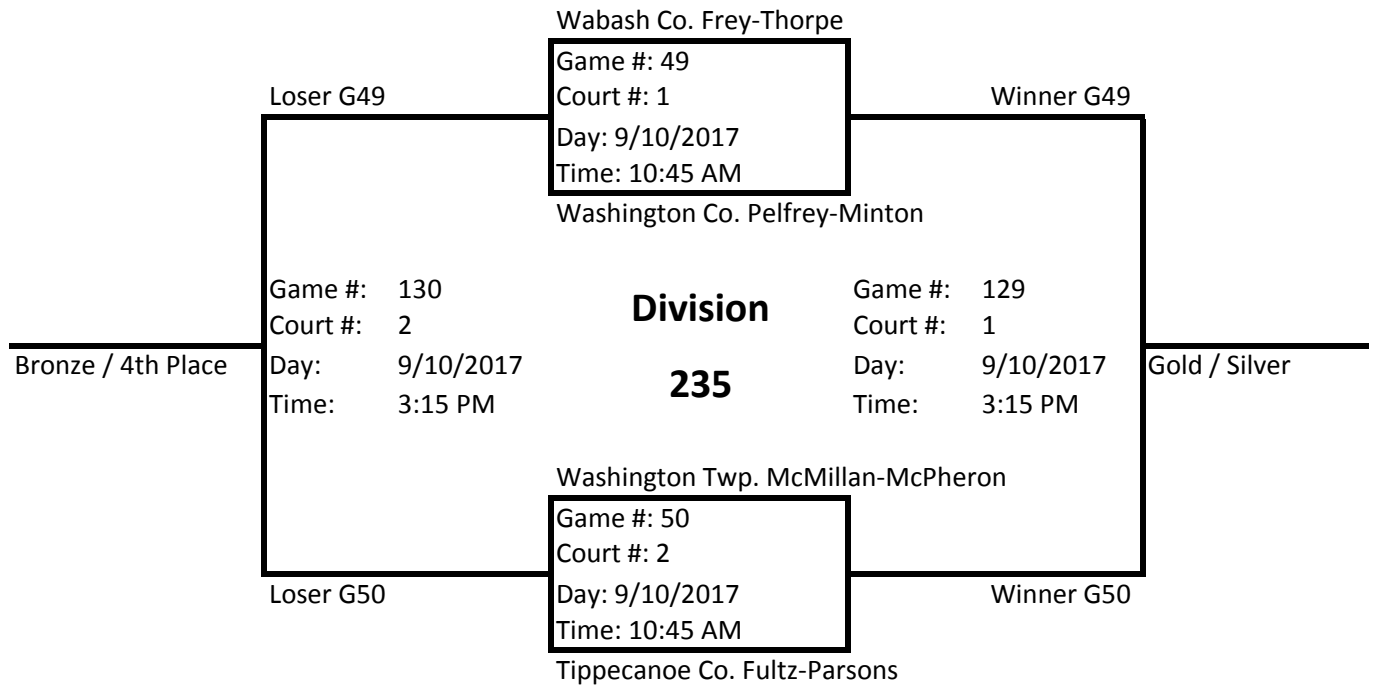 Wabash Co. Frey-Thorpe
Game #: 49
Loser G49 Court #: 1 Winner G49
Day: 9/10/2017
Time: 10:45 AM
Washington Co. Pelfrey-Minton
Game #: 130 Division Game #: 129
Court #: 2 Court #: 1
Bronze / 4th Place Day: 9/10/2017 235 Day: 9/10/2017 Gold / Silver
Time: 3:15 PM Time: 3:15 PM
Washington Twp. McMillan-McPheron
Game #: 50
Court #: 2
Loser G50 Day: 9/10/2017 Winner G50
Time: 10:45 AM
Tippecanoe Co. Fultz-Parsons